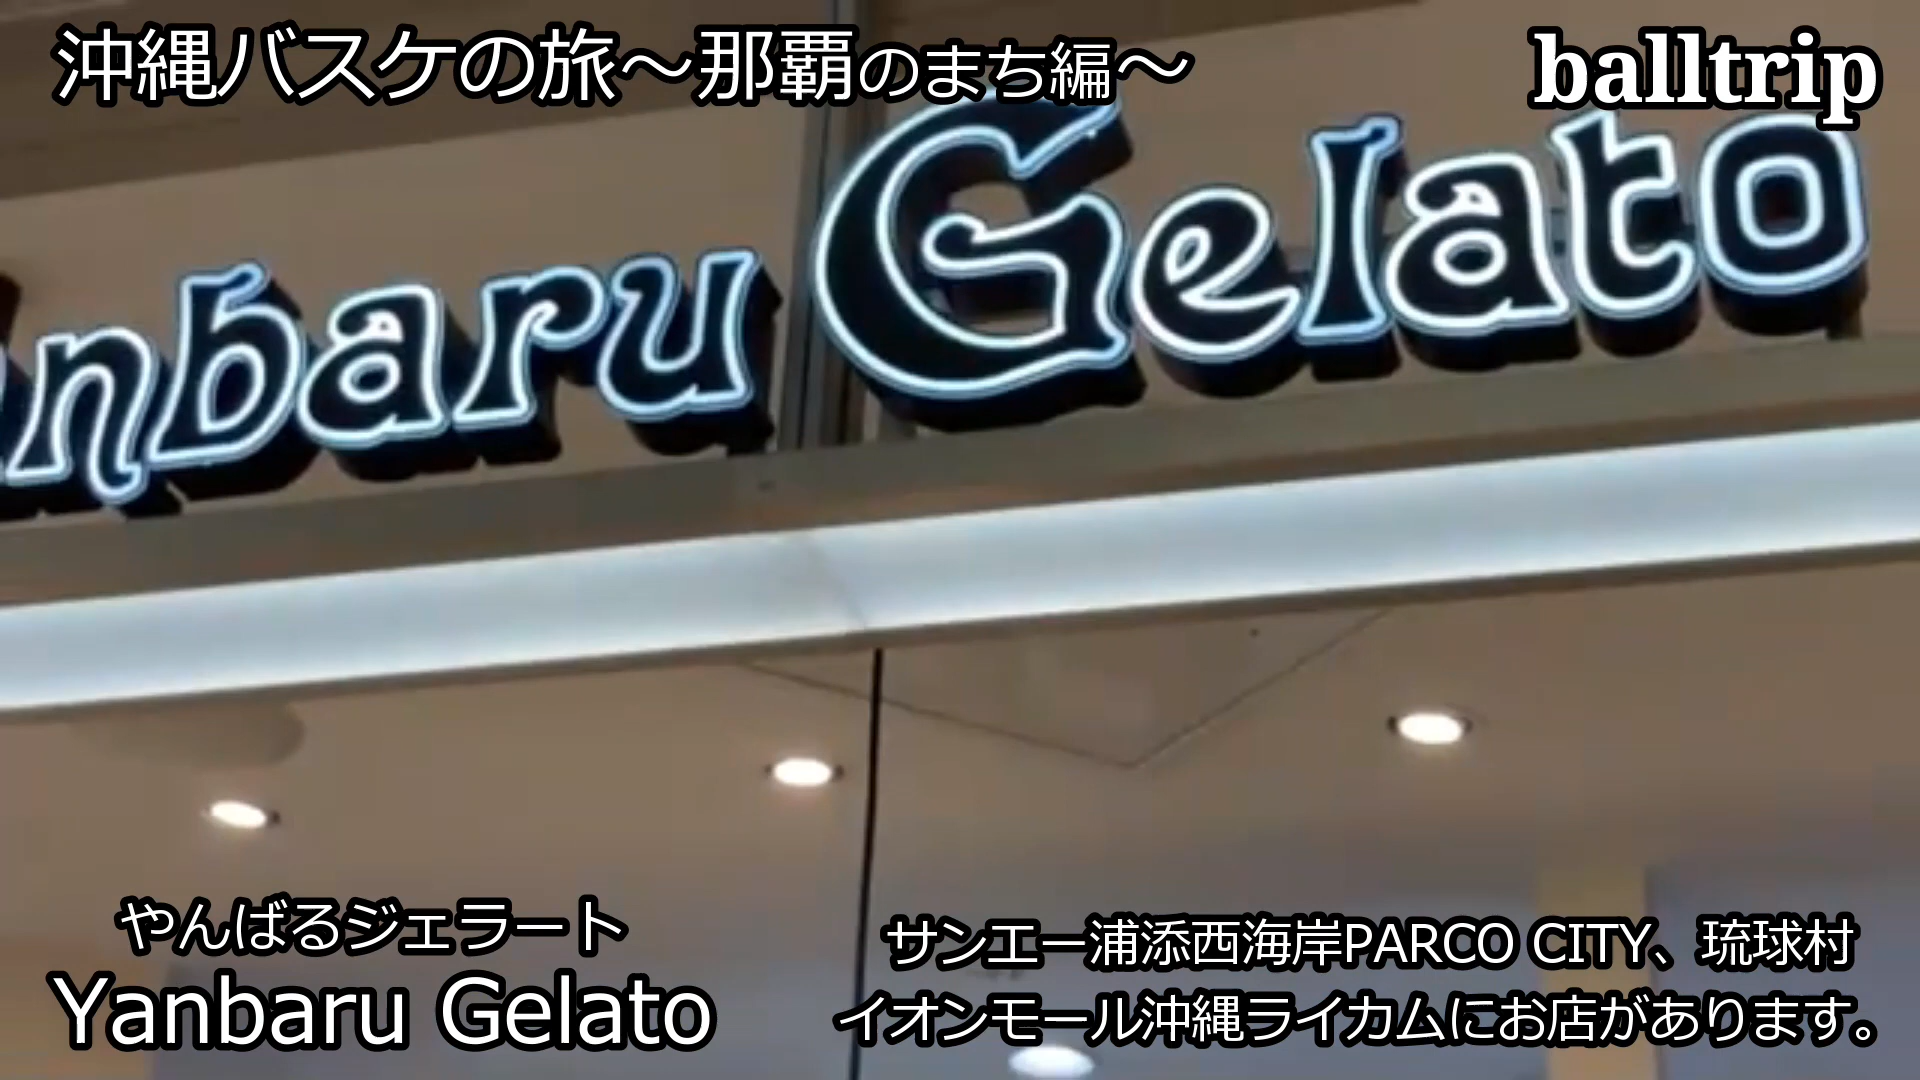 沖縄バスケの旅～那覇のまち編～
balltrip
anbaru Gelato
やんばるジェラート
Yanbaru Gelato
サンエー浦添西海岸PARCO CITY、琉球村
イオンモール沖縄ライカムにお店があります。